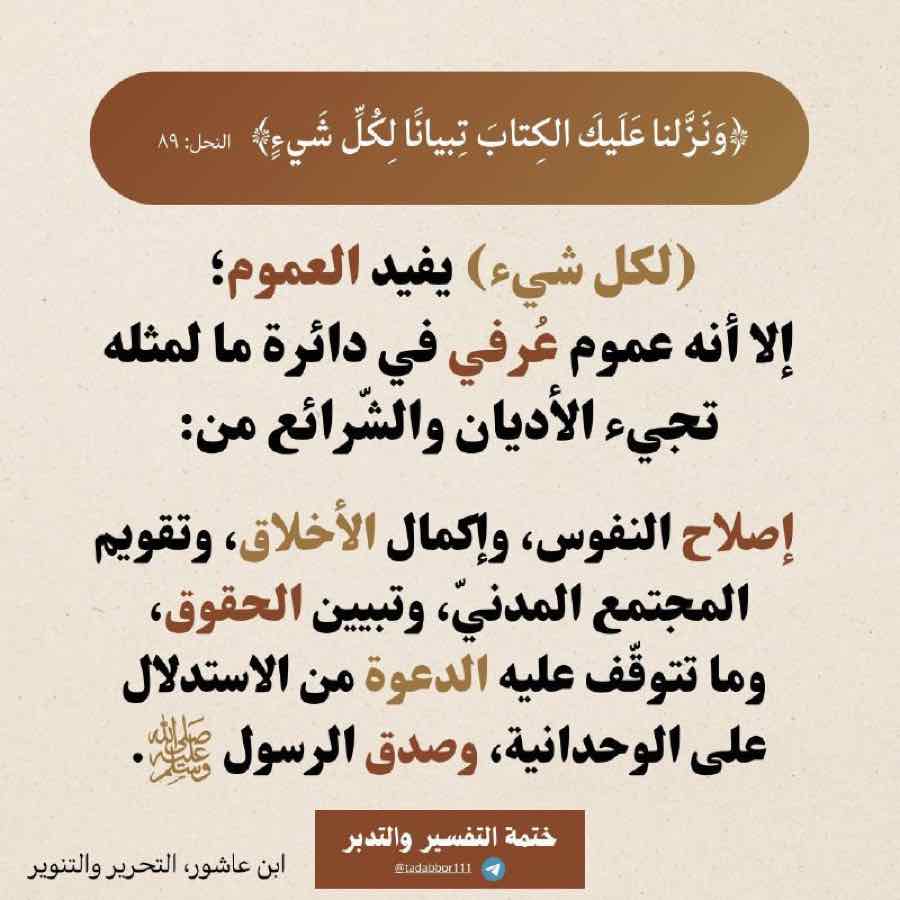 ﴿وَنَزَّلنا عَلَيكَ الكِتابَ تِبيانًا لِكُلِّ شَيءٍ﴾ النحل: ٨٩
(لكل شيء) يفيد العموم؛
إلا أنه عموم عُرفي في دائرة ما لمثله
تجيء الأديان والشّرائع من:
إصلاح النفوس، وإكمال الأخلاق، وتقويم
المجتمع المدنيّ، وتبيين الحقوق،
وما تتوقّف عليه الدعوة من الاستدلال
على الوحدانية، وصدق الرسول ﷺ.
ختمة التفسير والتدبر
@tadabbor111
ابن عاشور، التحرير والتنوير